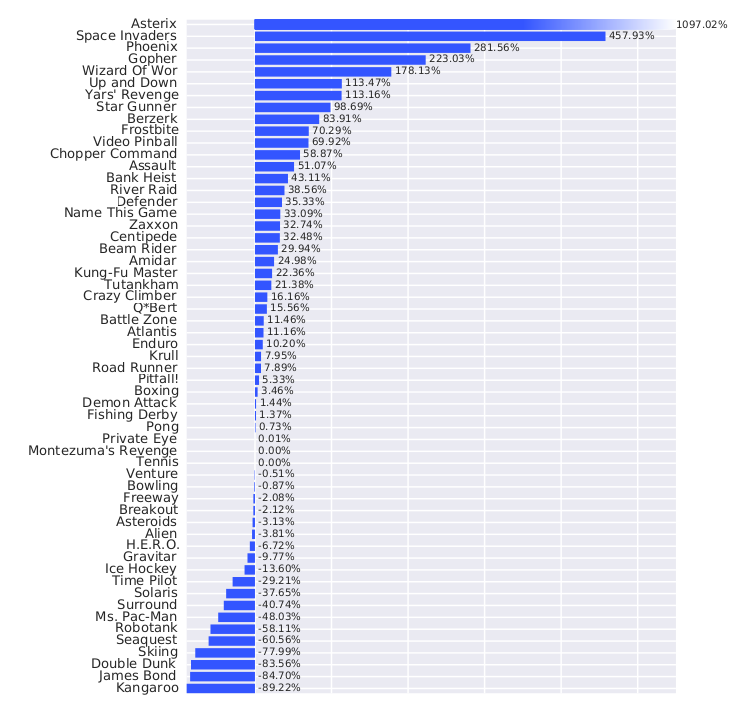 Asterix 1097.02%
Space Invaders 457.93%
Phoenix 281.56%
Gopher 223.03%
Wizard Of Wor 178.13%
Up and Down 113.47%
Yars' Revenge 113.16%
Star Gunner 98.69%
Berzerk 83.91%
Frostbite 70.29%
Video Pinball 69.92%
Chopper Command 58.87%
Assault 51.07%
Bank Heist 43.11%
River Raid 38.56%
Defender 35.33%
Name This Game 33.09%
Zaxxon 32.74%
Centipede 32.48%
Beam Rider 29.94%
Amidar 24.98%
Kung-Fu Master 22.36%
Tutankham 21.38%
Crazy Climber 16.16%
Q*Bert 15.56%
Battle Zone 11.46%
Atlantis 11.16%
Enduro 10.20%
Krull 7.95%
Road Runner 7.89%
Pitfall! 5.33%
Boxing 3.46%
Demon Attack 1.44%
Fishing Derby 1.37%
Pong 0.73%
Private Eye 0.01%
Montezuma's Revenge 0.00%
Tennis 0.00%
Venture -0.51%
Bowling -0.87%
Freeway -2.08%
Breakout -2.12%
Asteroids -3.13%
Alien -3.81%
H.E.R.O. -6.72%
Gravitar -9.77%
Ice Hockey -13.60%
Time Pilot -29.21%
Solaris -37.65%
Surround -40.74%
Ms. Pac-Man -48.03%
Robotank -58.11%
Seaquest -60.56%
Skiing -77.99%
Double Dunk -83.56%
James Bond -84.70%
Kangaroo -89.22%